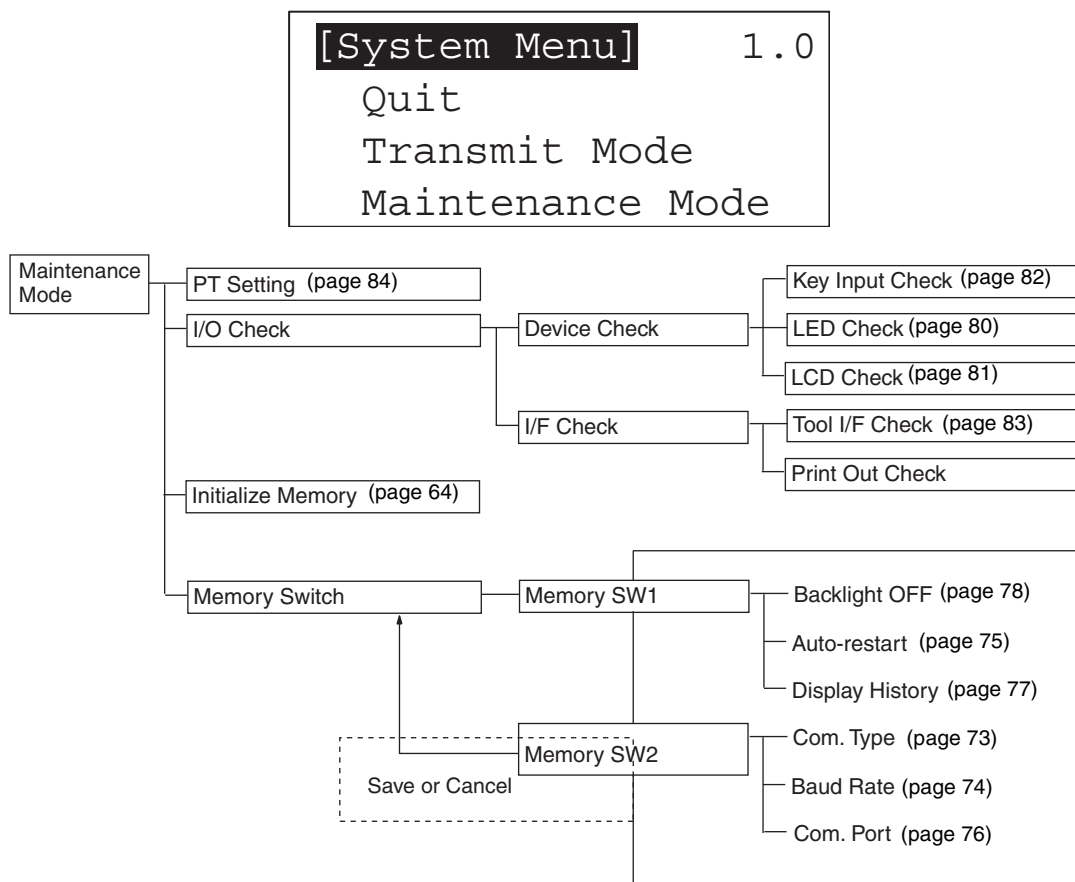 [System Menu] 1.0
Quit
Transmit Mode
Maintenance Mode
Maintenance
Mode
PT Setting (page 84)
I/O Check
Device Check
Key Input Check (page 82)
LED Check (page 80)
LCD Check (page 81)
I/F Check
Tool I/F Check (page 83)
Print Out Check
Initialize Memory (page 64)
Memory Switch
Memory SW1
Backlight OFF (page 78)
Auto-restart (page 75)
Display History (page 77)
Memory SW2
Com. Type (page 73)
Save or Cancel
Baud Rate (page 74)
Com. Port (page 76)